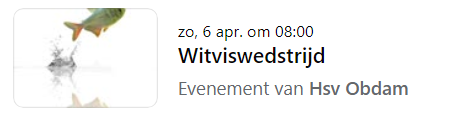 zo, 6 apr. om 08:00
Witviswedstrijd
Evenement van Hsv Obdam